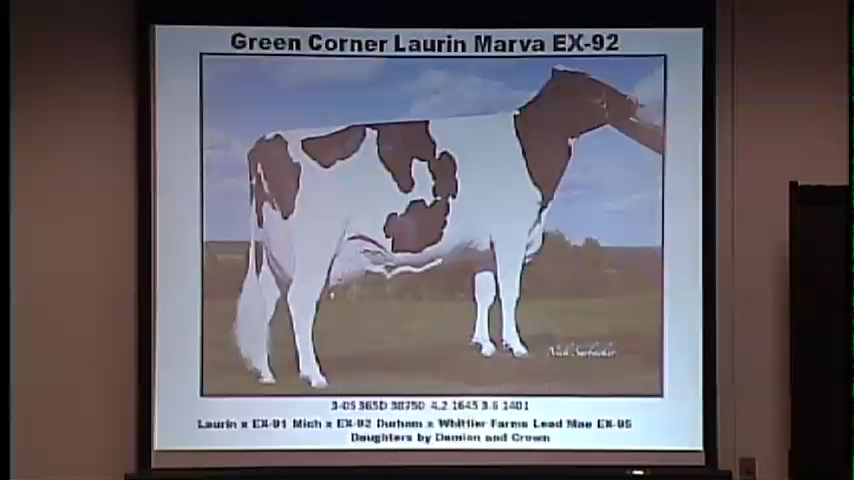 Green Corner Laurin Marva EX-92
3-05 365D 38750 4.2 1645 3.6 1401
Laurin x EX-91 Mich x EX-92 Durham x Whittier Farms Lead Mae EX-95
Daughters by Damion and Crown